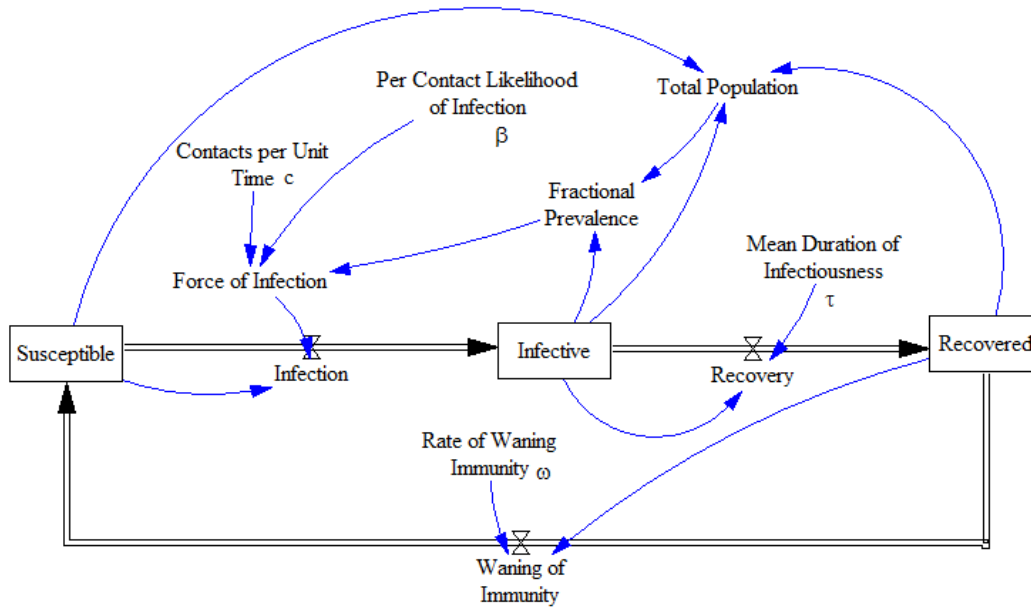 Per Contact Likelihood
of Infection
β
Total Population
Contacts per Unit
Time c
Fractional
Prevalence
Mean Duration of
Infectiousness
τ
Force of Infection
Susceptible
Infection
Infective
Recovery
Recovered
Rate of Waning
Immunity ω
Waning of
Immunity